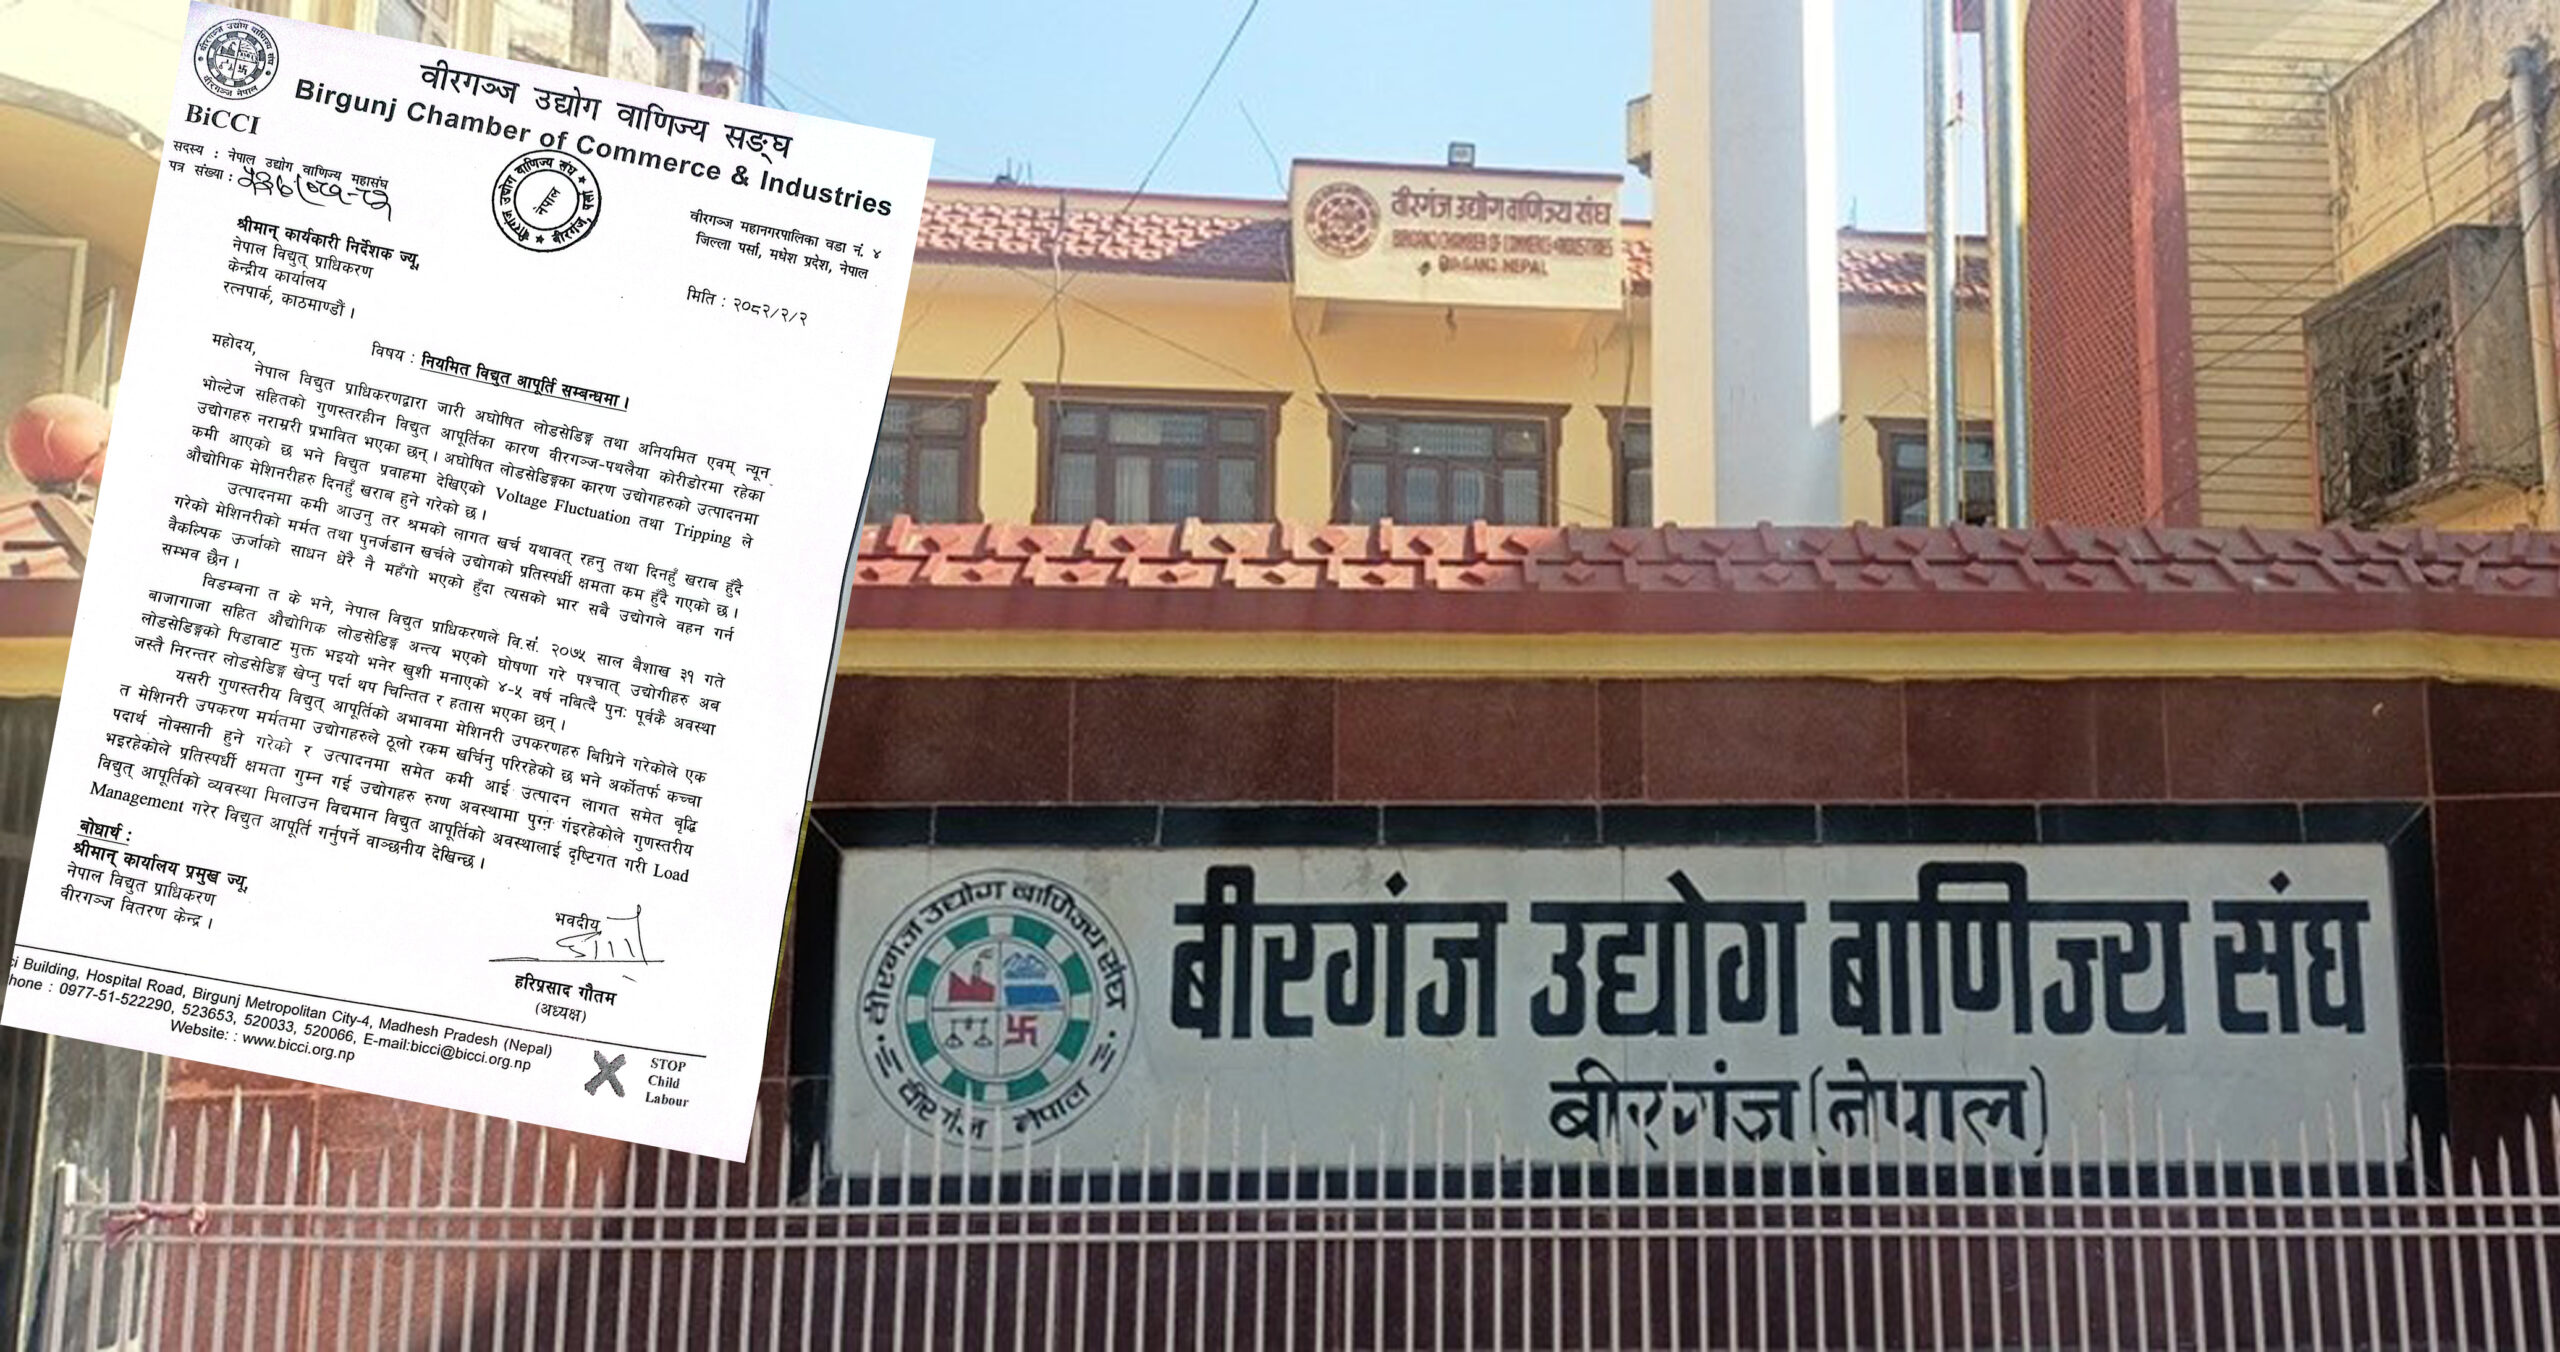 वीरगञ्ज उद्योग वाणिज्य सङ्घ
Birgunj Chamber of Commerce & Industries
वीरगञ्ज उद्योग वाणिज्य संघ
वीरगञ्ज नेपाल
BiCCI
सदस्य : नेपाल उद्योग वाणिज्य महासंघ
पत्र संख्या :
वीरगञ्ज उद्योग वाणिज्य संघ
नेपाल
वीरगञ्ज महानगरपालिका वडा नं. ४
जिल्ला पर्सा, मधेश प्रदेश, नेपाल
मिति : २०८२/२/२
श्रीमान् कार्यकारी निर्देशक ज्यू,
नेपाल विद्युत् प्राधिकरण
केन्द्रीय कार्यालय
रत्नपार्क, काठमाण्डौं ।
विषय : नियमित विद्युत आपूर्ति सम्बन्धमा ।
महोदय,
नेपाल विद्युत प्राधिकरणद्वारा जारी अघोषित लोडसेडिङ्ग तथा अनियमित एवम् न्यून
भोल्टेज सहितको गुणस्तरहीन विद्युत आपूर्तिका कारण वीरगञ्ज-पथलैया कोरीडोरमा रहेका
उद्योगहरु नराम्ररी प्रभावित भएका छन् । अघोषित लोडसेडिङ्गका कारण उद्योगहरुको उत्पादनमा
कमी आएको छ भने विद्युत प्रवाहमा देखिएको Voltage Fluctuation तथा Tripping ले
औद्योगिक मेशिनरीहरु दिनहुँ खराब हुने गरेको छ ।
उत्पादनमा कमी आउनु तर श्रमको लागत खर्च यथावत् रहनु तथा दिनहुँ खराब हुँदै
गरेको मेशिनरीको मर्मत तथा पुनर्जडान खर्चले उद्योगको प्रतिस्पर्धी क्षमता कम हुँदै गएको छ ।
वैकल्पिक ऊर्जाको साधन धेरै नै महँगो भएको हुँदा त्यसको भार सबै उद्योगले वहन गर्न
सम्भव छैन ।
विडम्बना त के भने, नेपाल विद्युत प्राधिकरणले वि.सं. २०७५ साल बैशाख ३१ गते
बाजागाजा सहित औद्योगिक लोडसेडिङ्ग अन्त्य भएको घोषणा गरे पश्चात् उद्योगीहरु अब
लोडसेडिङ्गको पिडाबाट मुक्त भइयो भनेर खुशी मनाएको ४-५ वर्ष नबित्दै पुनः पूर्वकै अवस्था
जस्तै निरन्तर लोडसेडिङ्ग खेप्नु पर्दा थप चिन्तित र हतास भएका छन् ।
यसरी गुणस्तरीय विद्युत् आपूर्तिको अभावमा मेशिनरी उपकरणहरु बिग्रिने गरेकोले एक
त मेशिनरी उपकरण मर्मतमा उद्योगहरुले ठूलो रकम खर्चिनु परिरहेको छ भने अर्कोतर्फ कच्चा
पदार्थ नोक्सानी हुने गरेको र उत्पादनमा समेत कमी आई उत्पादन लागत समेत बृद्धि
भइरहेकोले प्रतिस्पर्धी क्षमता गुम्न गई उद्योगहरु रुग्ण अवस्थामा पुग्न गंइरहेकोले गुणस्तरीय
विद्युत् आपूर्तिको व्यवस्था मिलाउन विद्यमान विद्युत आपूर्तिको अवस्थालाई दृष्टिगत गरी Load
Management गरेर विद्युत आपूर्ति गर्नुपर्ने वाञ्छनीय देखिन्छ ।
बोधार्थ :
श्रीमान् कार्यालय प्रमुख ज्यू,
नेपाल विद्युत प्राधिकरण
वीरगञ्ज वितरण केन्द्र ।
भवदीय
हरिप्रसाद गौतम
(अध्यक्ष)
ci Building, Hospital Road, Birgunj Metropolitan City-4, Madhesh Pradesh (Nepal)
hone : 0977-51-522290, 523653, 520033, 520066, E-mail:bicci@bicci.org.np
Website: : www.bicci.org.np
STOP
Child
Labour
वीरगंज उद्योग वाणिज्य संघ
BIRGANJ CHAMBER OF COMMERCE & INDUSTRIES
BIRGANJ NEPAL
वीरगंज उद्योग वाणिज्य संघ
वीरगंज नेपाल
वीरगंज उद्योग वाणिज्य संघ
वीरगंज (नेपाल)